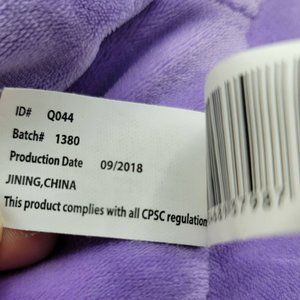 ID# Q044
Batch# 1380
Production Date 09/2018
JINING,CHINA
This product complies with all CPSC regulation